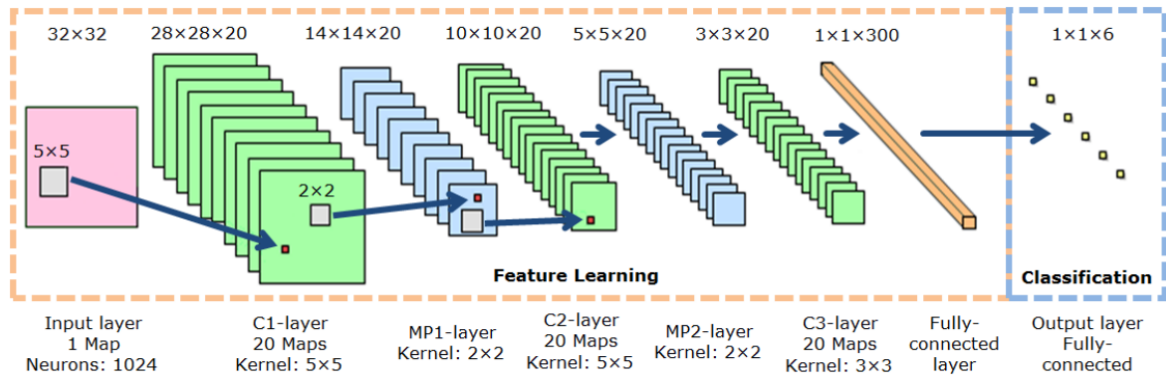 32×32 28×28×20 14×14×20 10×10×20 5×5×20 3×3×20 1×1×300 1×1×6
5×5
2×2
Feature Learning
Classification
Input layer
1 Map
Neurons: 1024
C1-layer
20 Maps
Kernel: 5×5
MP1-layer
Kernel: 2×2
C2-layer
20 Maps
Kernel: 5×5
MP2-layer
Kernel: 2×2
C3-layer
20 Maps
Kernel: 3×3
Fully-
connected
layer
Output layer
Fully-
connected